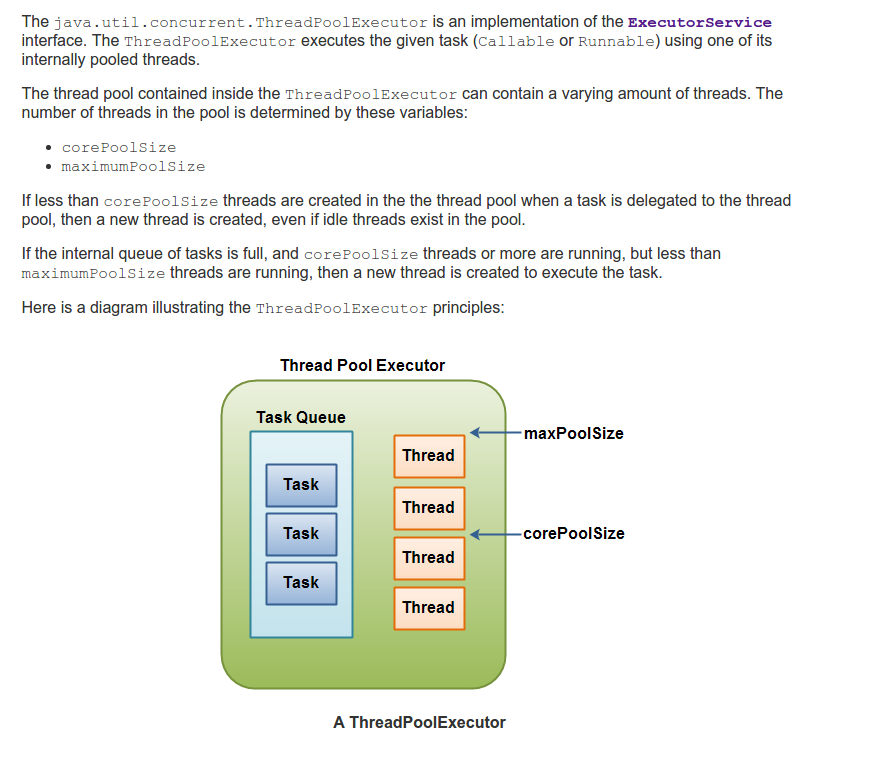 The java.util.concurrent.ThreadPoolExecutor is an implementation of the ExecutorService
interface. The ThreadPoolExecutor executes the given task (Callable or Runnable) using one of its
internally pooled threads.
The thread pool contained inside the ThreadPoolExecutor can contain a varying amount of threads. The
number of threads in the pool is determined by these variables:
• corePoolSize
• maximumPoolSize
If less than corePoolSize threads are created in the the thread pool when a task is delegated to the thread
pool, then a new thread is created, even if idle threads exist in the pool.
If the internal queue of tasks is full, and corePoolSize threads or more are running, but less than
maximumPoolSize threads are running, then a new thread is created to execute the task.
Here is a diagram illustrating the ThreadPoolExecutor principles:
Thread Pool Executor
Task Queue
maxPoolSize
Thread
Task
Thread
Task
corePoolSize
Thread
Task
Thread
A ThreadPoolExecutor